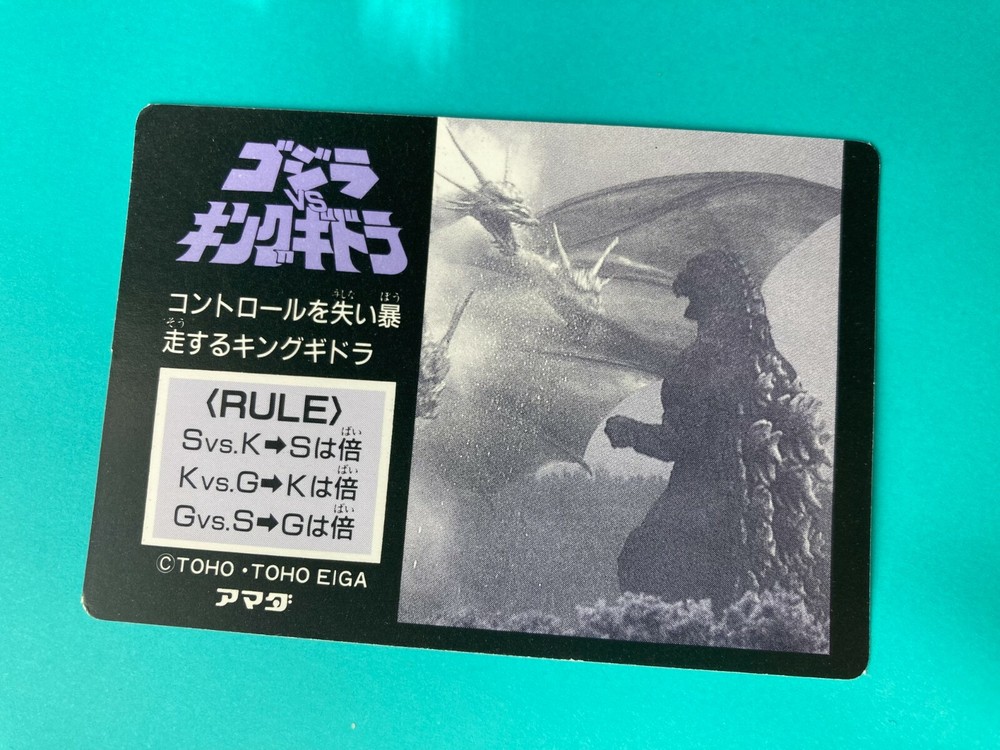 ゴジラ
VS
キングギドラ
コントロールを失い暴
走するキングギドラ
〈RULE〉
Svs.K➡Sは倍
Kvs.G➡Kは倍
Gvs.S➡Gは倍
©TOHO・TOHO EIGA
アマダ